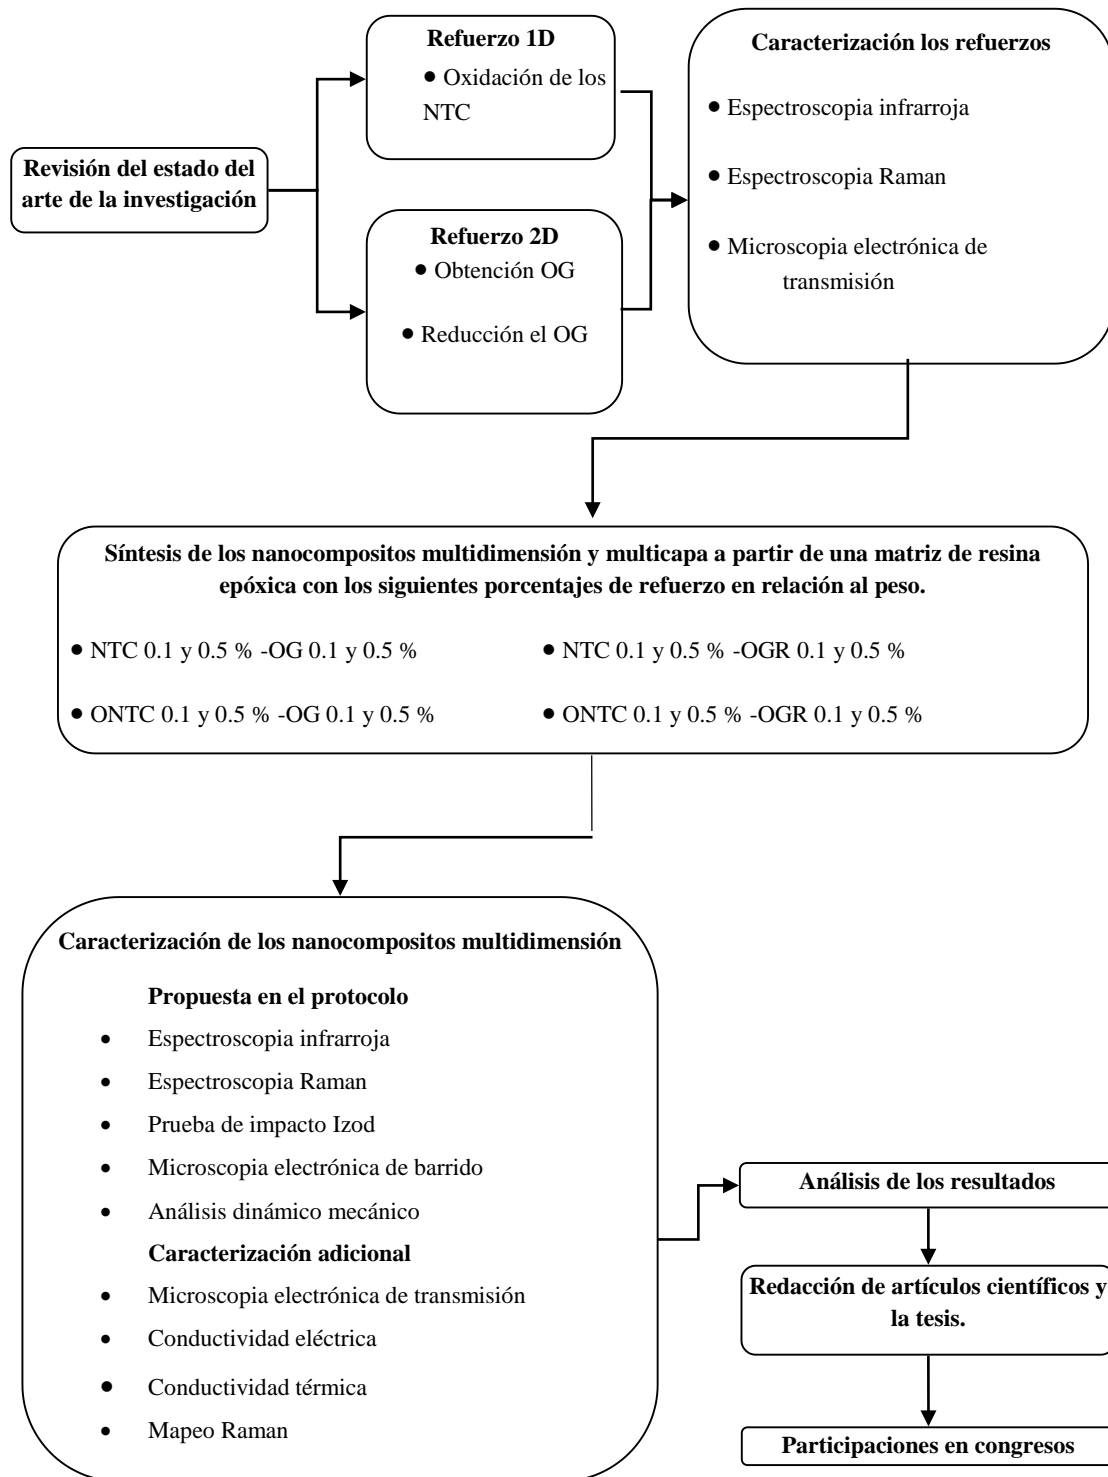 Revisión del estado del
arte de la investigación
Refuerzo 1D
● Oxidación de los
NTC
Refuerzo 2D
● Obtención OG
● Reducción el OG
Caracterización los refuerzos
● Espectroscopia infrarroja
● Espectroscopia Raman
● Microscopia electrónica de
transmisión
Síntesis de los nanocompositos multidimensión y multicapa a partir de una matriz de resina
epóxica con los siguientes porcentajes de refuerzo en relación al peso.
● NTC 0.1 y 0.5 % -OG 0.1 y 0.5 %
● NTC 0.1 y 0.5 % -OGR 0.1 y 0.5 %
● ONTC 0.1 y 0.5 % -OG 0.1 y 0.5 %
● ONTC 0.1 y 0.5 % -OGR 0.1 y 0.5 %
Caracterización de los nanocompositos multidimensión
Propuesta en el protocolo
• Espectroscopia infrarroja
• Espectroscopia Raman
• Prueba de impacto Izod
• Microscopia electrónica de barrido
• Análisis dinámico mecánico
Caracterización adicional
• Microscopia electrónica de transmisión
• Conductividad eléctrica
● Conductividad térmica
• Mapeo Raman
Análisis de los resultados
Redacción de artículos científicos y
la tesis.
Participaciones en congresos